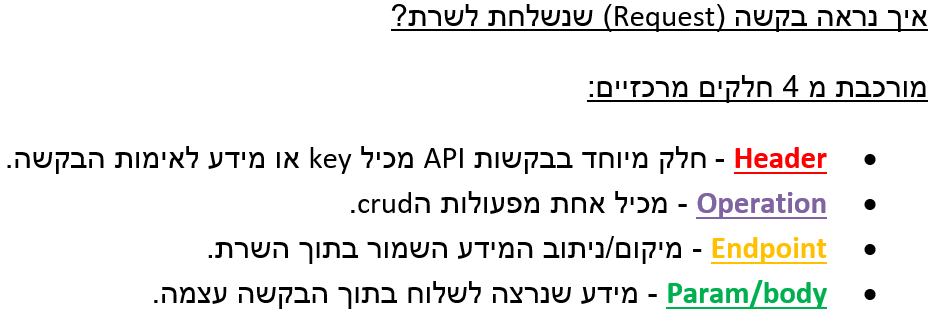 איך נראה בקשה (Request) שנשלחת לשרת?
מורכבת מ 4 חלקים מרכזיים:
• Header - חלק מיוחד בבקשות API מכיל key או מידע לאימות הבקשה.
• Operation - מכיל אחת מפעולות הcrud.
• Endpoint - מיקום/ניתוב המידע השמור בתוך השרת.
• Param/body - מידע שנרצה לשלוח בתוך הבקשה עצמה.